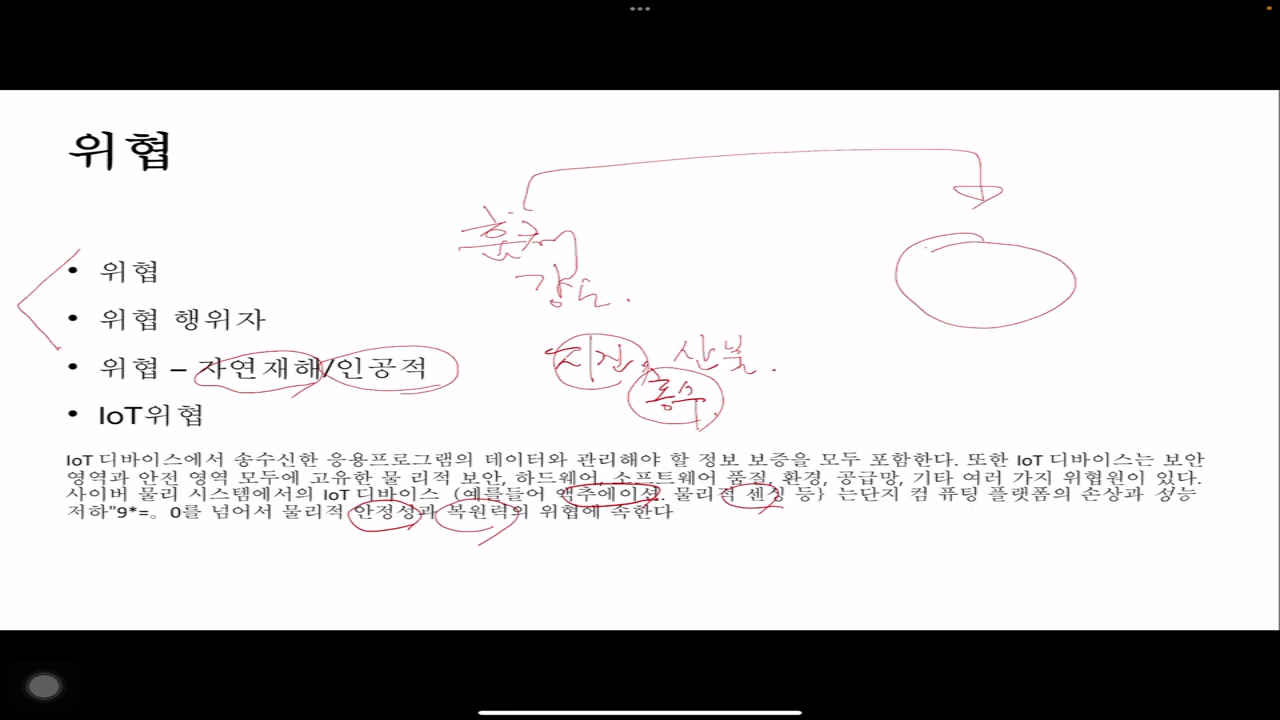 위협
훔쳐
강도.
• 위협
• 위협 행위자
• 위협 – 자연재해/인공적
지진, 산불.
홍수,
• IoT위협
IoT 디바이스에서 송수신한 응용프로그램의 데이터와 관리해야 할 정보 보증을 모두 포함한다. 또한 IoT 디바이스는 보안
영역과 안전 영역 모두에 고유한 물 리적 보안, 하드웨어, 소프트웨어 품질, 환경, 공급망, 기타 여러 가지 위협원이 있다.
사이버 물리 시스템에서의 IoT 디바이스 (예를들어 액추에이션. 물리적 센싱 등} 는단지 컴 퓨팅 플랫폼의 손상과 성능
저하"9*=。0를 넘어서 물리적 안정성과 복원력의 위협에 속한다